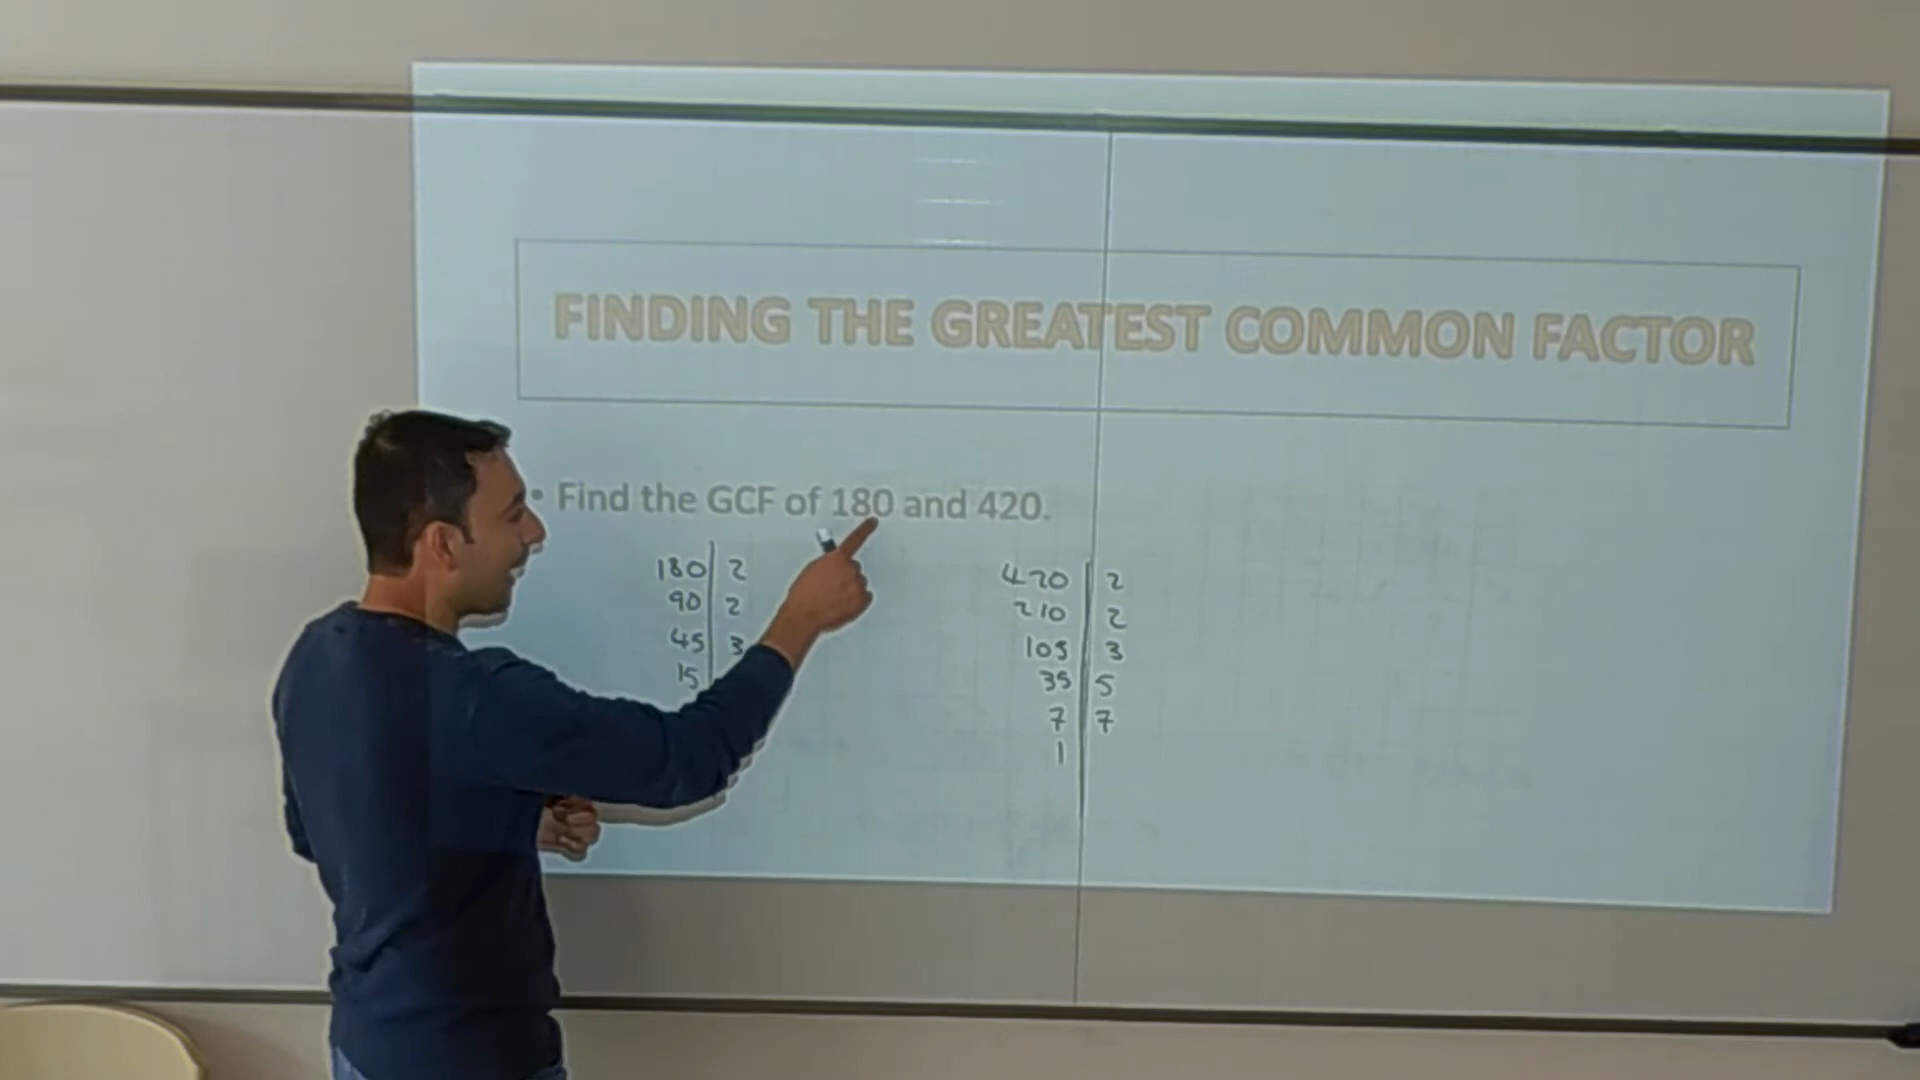 FINDING THE GREATEST COMMON FACTOR
• Find the GCF of 180 and 420.
180 | 2
90 | 2
45 | 3
15
420 | 2
210 | 2
105 | 3
35 | 5
7 | 7
1